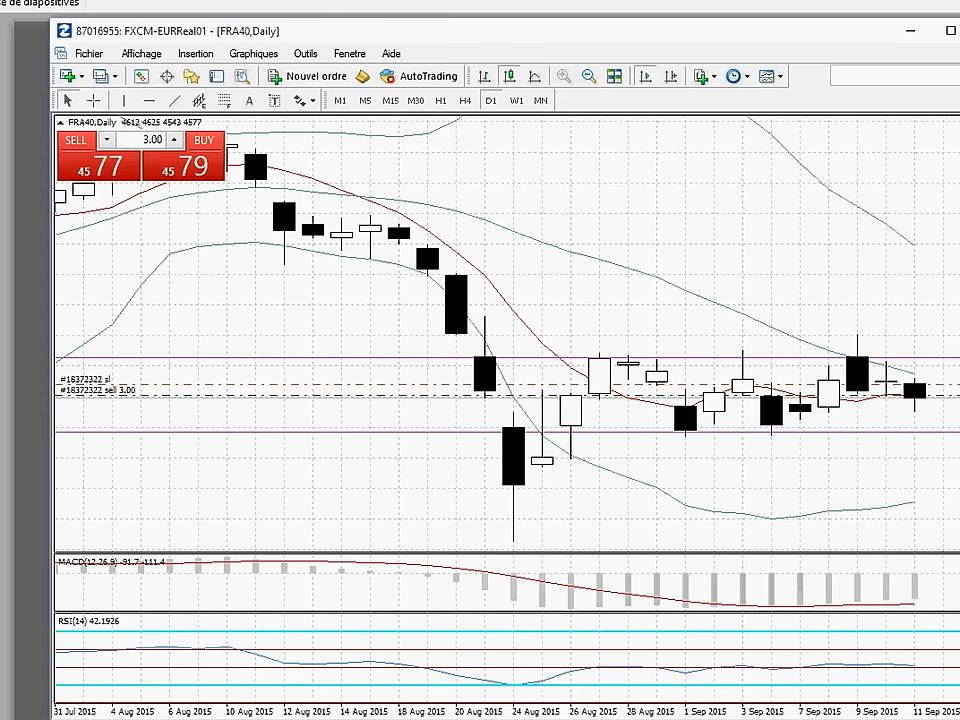 se de diapositives
87016955: FXCM-EURReal01 - [FRA40,Daily]
Fichier Affichage Insertion Graphiques Outils Fenetre Aide
Nouvel ordre AutoTrading
A T M1 M5 M15 M30 H1 H4 D1 W1 MN
FRA40,Daily 4612 4625 4543 4577
SELL 3.00 BUY
45 77 45 79
#18372322 sl
#18372322 sell 3.00
MACD(12,26,9) -91.7 -111.4
RSI(14) 42.1926
31 Jul 2015 4 Aug 2015 6 Aug 2015 10 Aug 2015 12 Aug 2015 14 Aug 2015 18 Aug 2015 20 Aug 2015 24 Aug 2015 26 Aug 2015 28 Aug 2015 1 Sep 2015 3 Sep 2015 7 Sep 2015 9 Sep 2015 11 Sep 2015